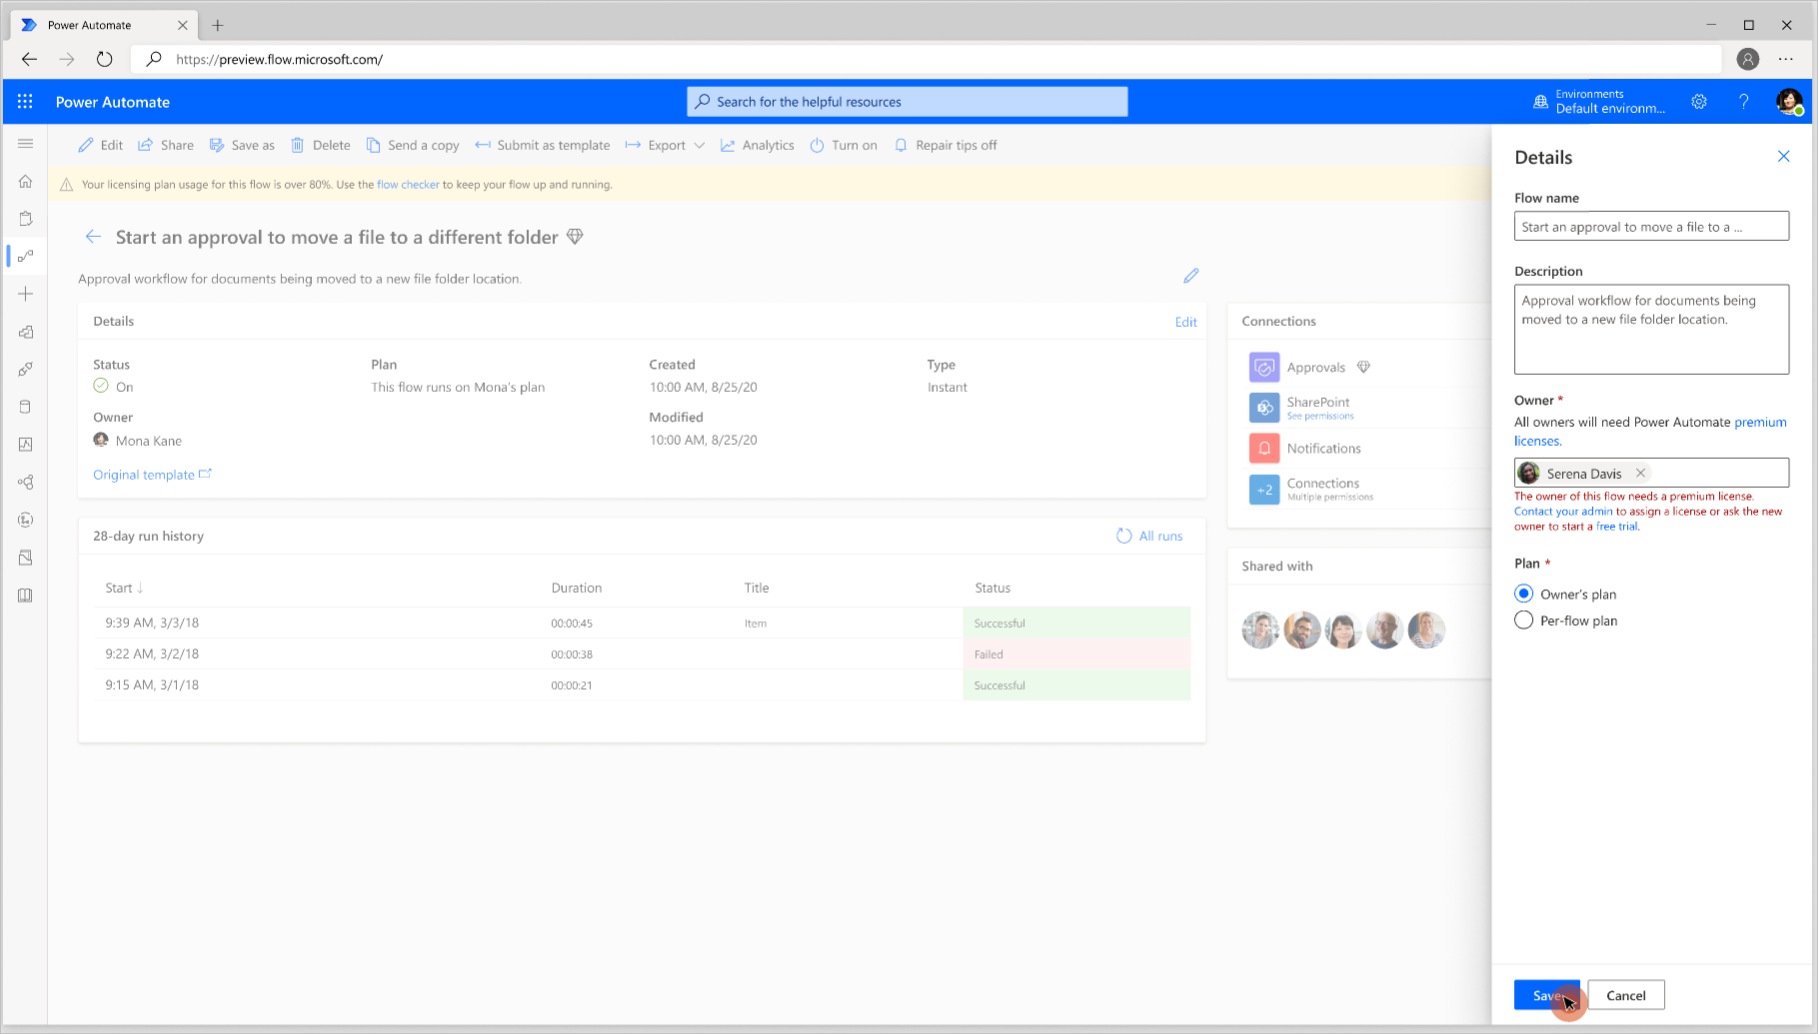 Power Automate
https://preview.flow.microsoft.com/
Power Automate
Search for the helpful resources
Environments
Default environm...
Edit
Share
Save as
Delete
Send a copy
Submit as template
Export
Analytics
Turn on
Repair tips off
Your licensing plan usage for this flow is over 80%. Use the flow checker to keep your flow up and running.
Start an approval to move a file to a different folder
Approval workflow for documents being moved to a new file folder location.
Details
Edit
Status
Plan
Created
Type
On
This flow runs on Mona's plan
10:00 AM, 8/25/20
Instant
Owner
Modified
Mona Kane
10:00 AM, 8/25/20
Original template
28-day run history
All runs
Start ↓
Duration
Title
Status
9:39 AM, 3/3/18
00:00:45
Item
Successful
9:22 AM, 3/2/18
00:00:38
Failed
9:15 AM, 3/1/18
00:00:21
Successful
Connections
Approvals
SharePoint
See permissions
Notifications
+2
Connections
Multiple permissions
Shared with
Details
Flow name
Start an approval to move a file to a ...
Description
Approval workflow for documents being
moved to a new file folder location.
Owner *
All owners will need Power Automate premium
licenses.
Serena Davis
The owner of this flow needs a premium license.
Contact your admin to assign a license or ask the new
owner to start a free trial.
Plan *
Owner's plan
Per-flow plan
Save
Cancel